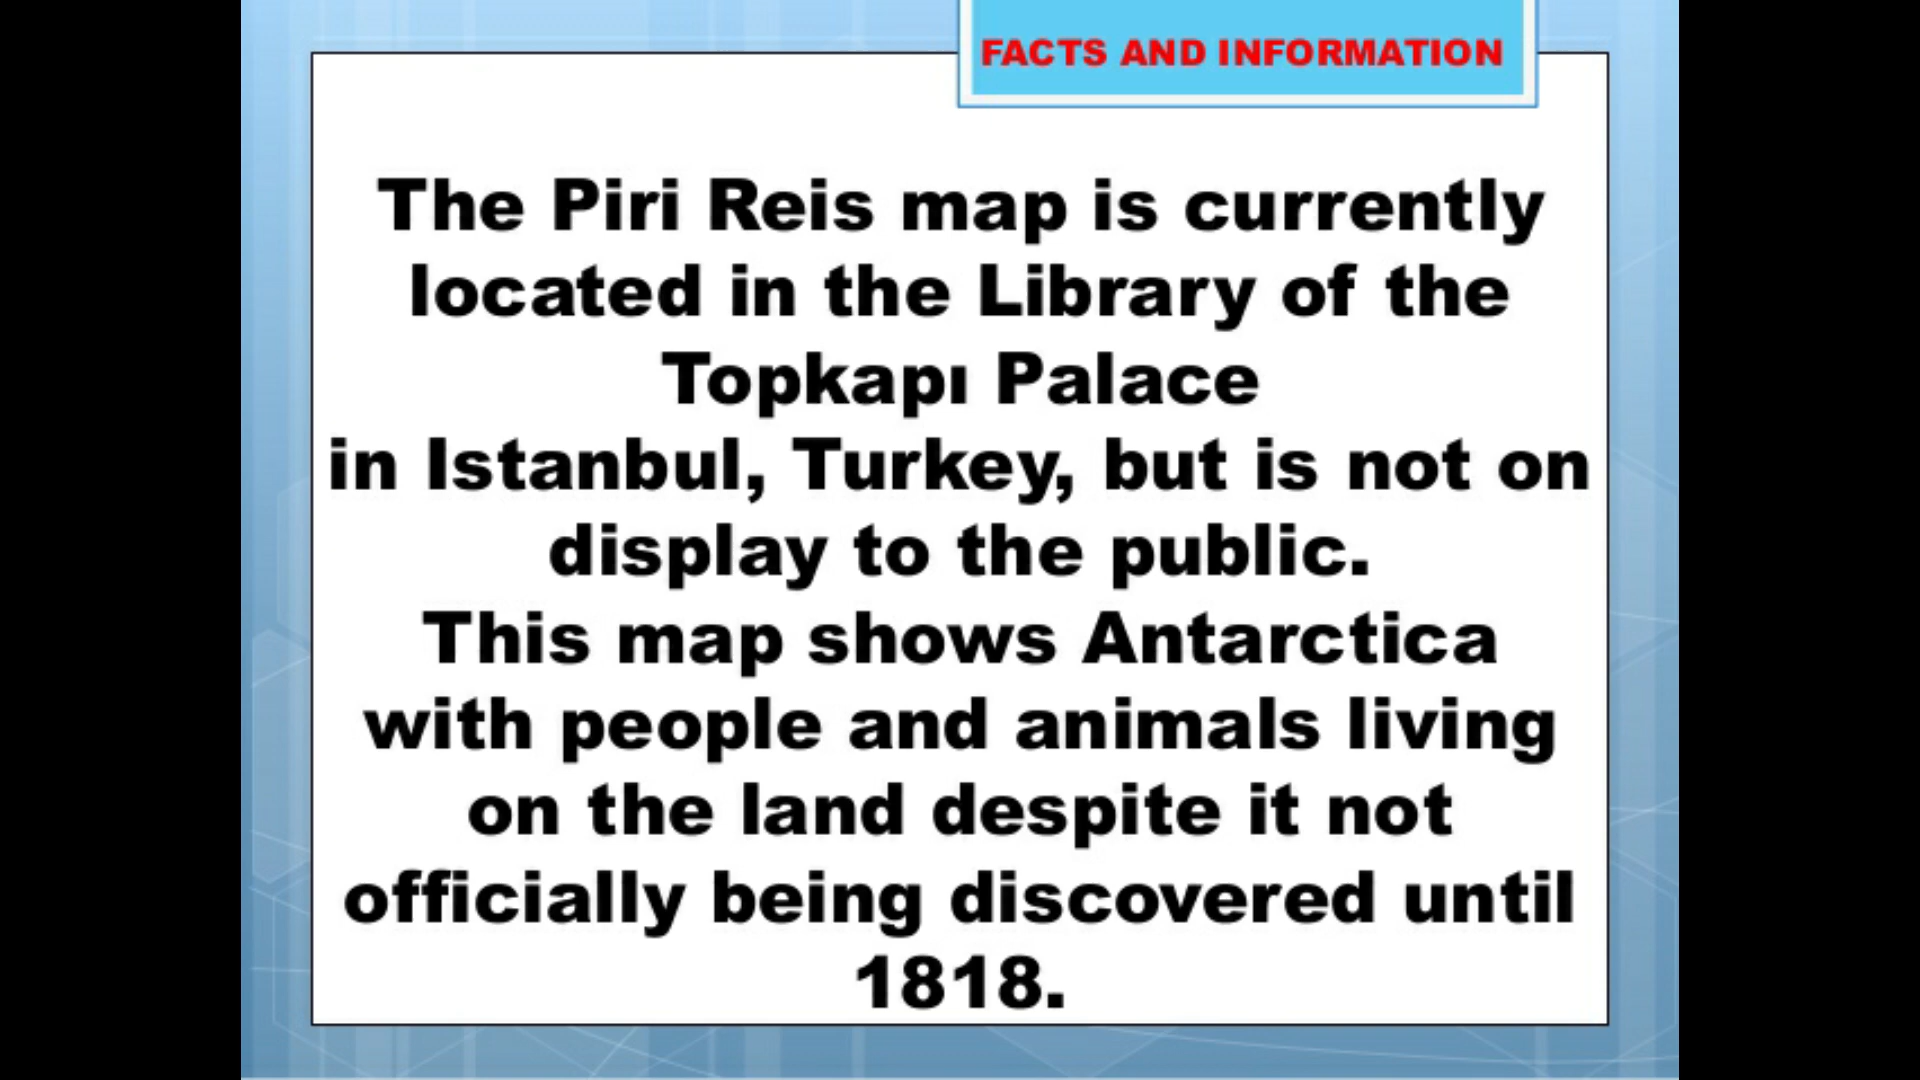 FACTS AND INFORMATION
The Piri Reis map is currently
located in the Library of the
Topkapı Palace
in Istanbul, Turkey, but is not on
display to the public.
This map shows Antarctica
with people and animals living
on the land despite it not
officially being discovered until
1818.